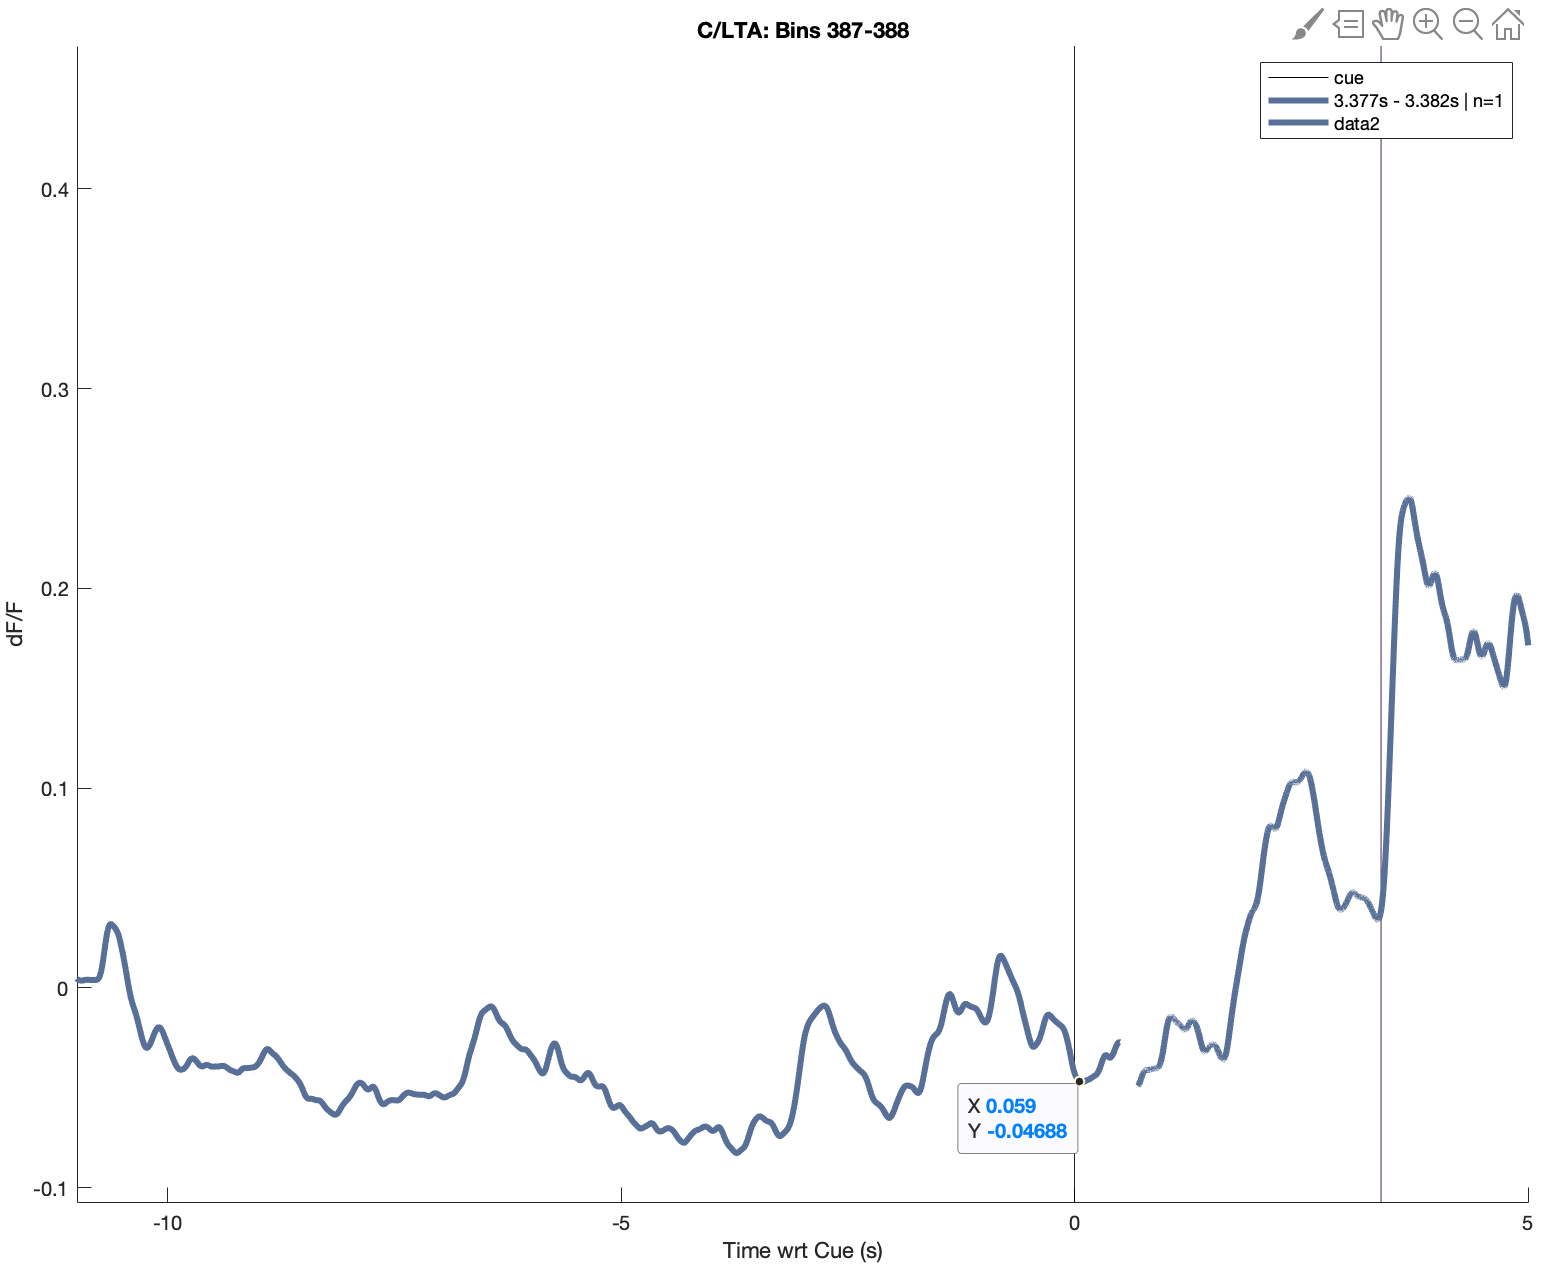 C/LTA: Bins 387-388
cue
3.377s - 3.382s | n=1
data2
0.4
0.3
0.2
0.1
0
-0.1
dF/F
X 0.059
Y -0.04688
-10
-5
0
5
Time wrt Cue (s)